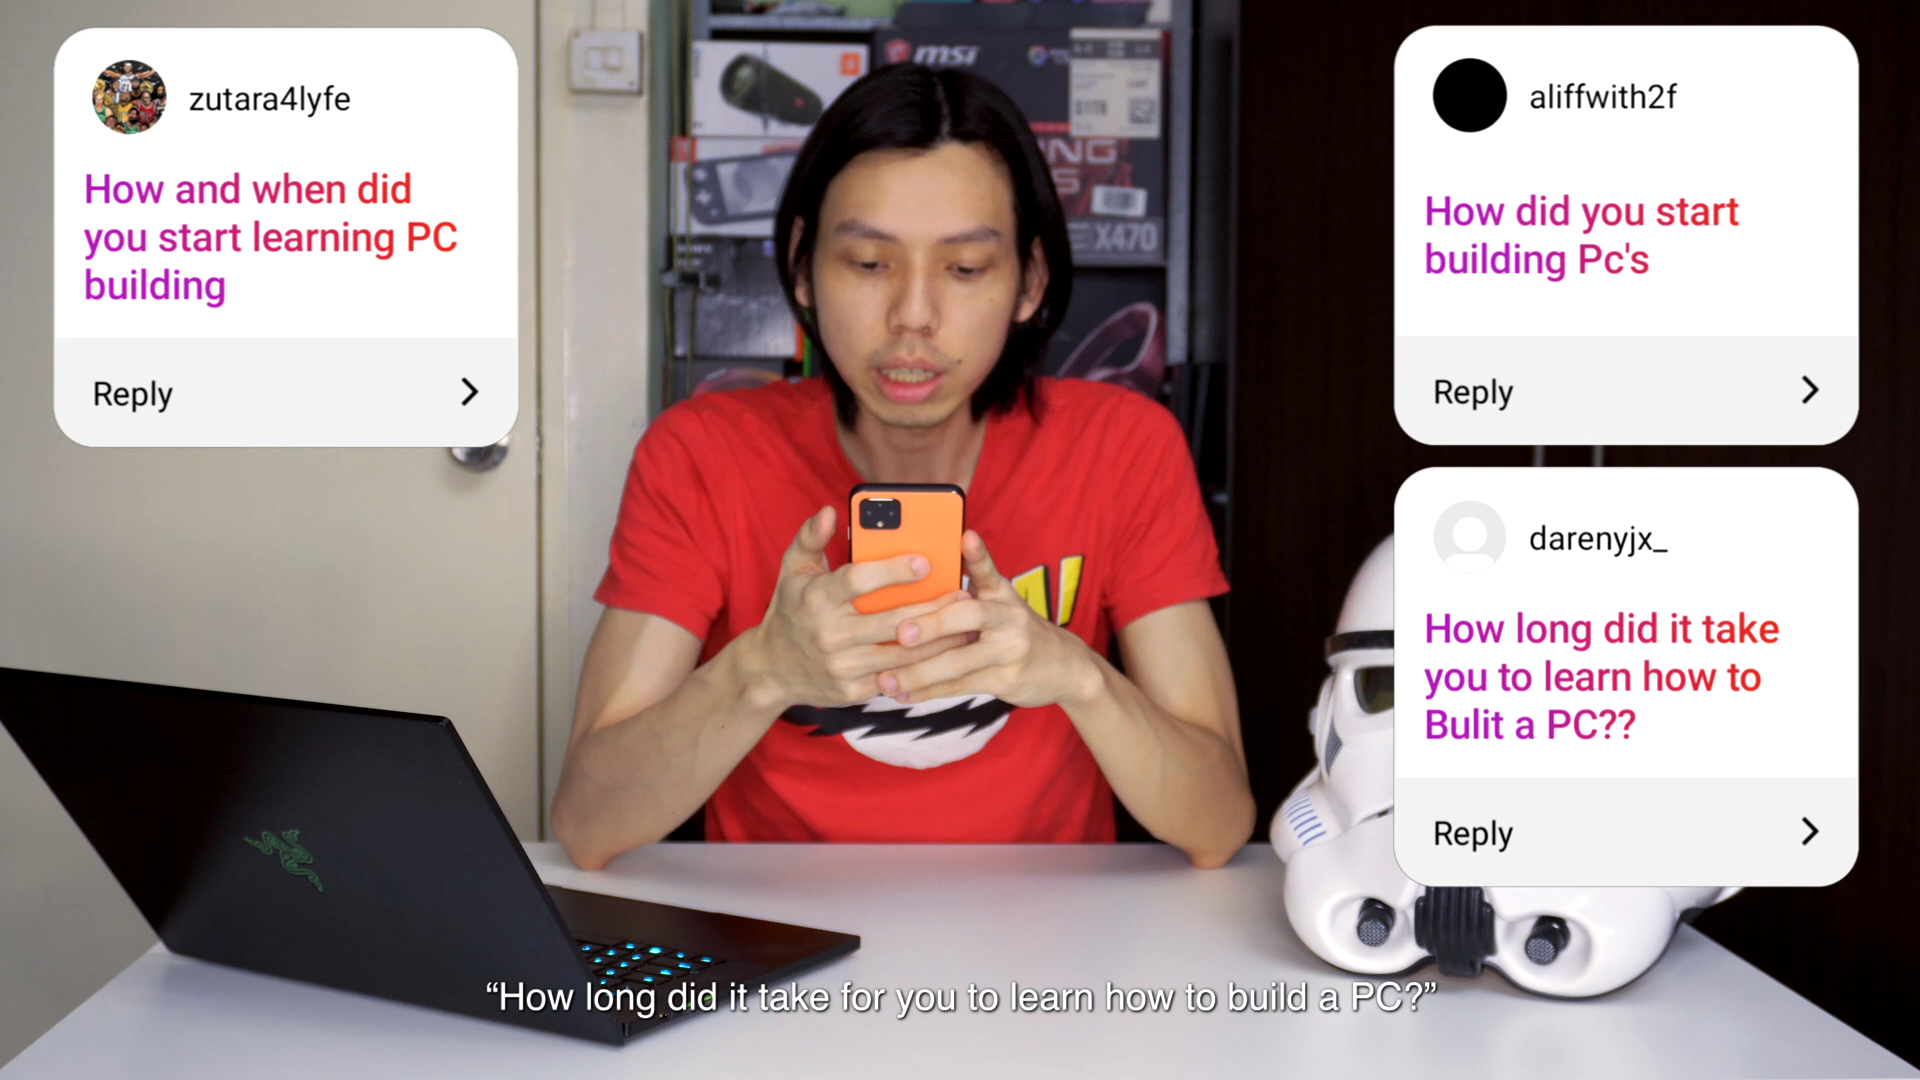 zutara4lyfe
How and when did
you start learning PC
building
Reply
aliffwith2f
How did you start
building Pc's
Reply
darenyjx_
How long did it take
you to learn how to
Bulit a PC??
Reply
msi
X470
“How long did it take for you to learn how to build a PC?”